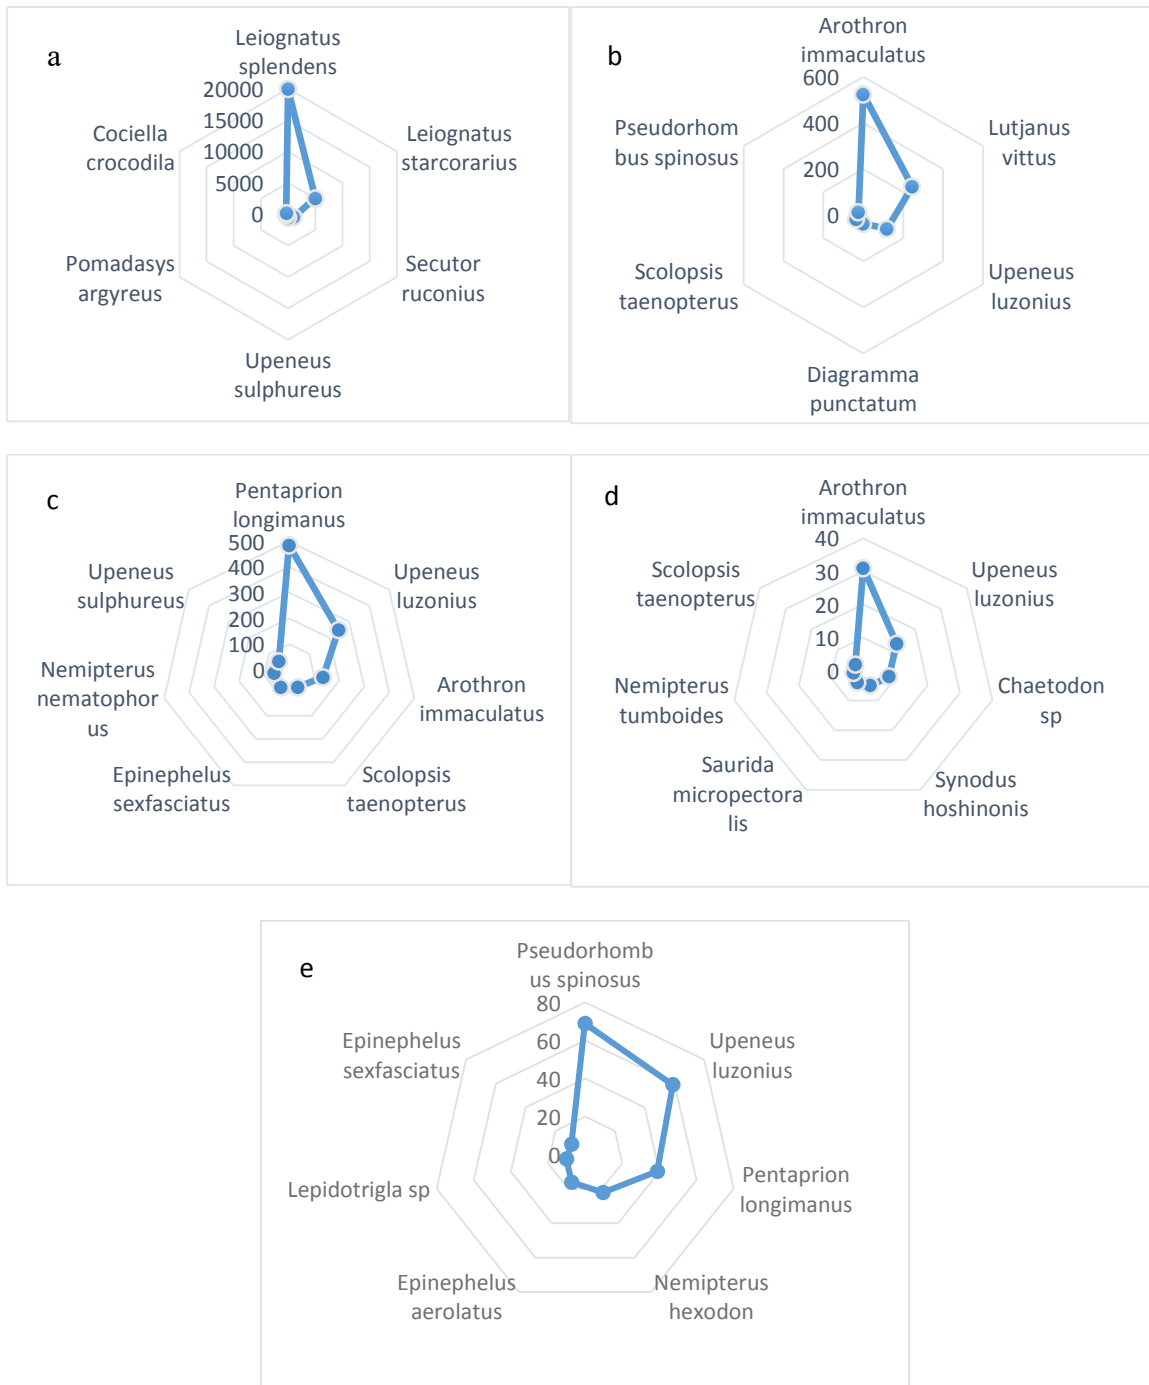 a
Leiognatus
splendens
20000
15000
10000
5000
0
Leiognatus
starcorarius
Secutor
ruconius
Upeneus
sulphureus
Pomadasys
argyreus
Cociella
crocodila
b
Arothron
immaculatus
600
400
200
0
Lutjanus
vittus
Upeneus
luzonius
Diagramma
punctatum
Scolopsis
taenopterus
Pseudorhom
bus spinosus
c
Pentaprion
longimanus
500
400
300
200
100
0
Upeneus
luzonius
Arothron
immaculatus
Scolopsis
taenopterus
Epinephelus
sexfasciatus
Nemipterus
nematophor
us
Upeneus
sulphureus
d
Arothron
immaculatus
40
30
20
10
0
Upeneus
luzonius
Chaetodon
sp
Synodus
hoshinonis
Saurida
micropectora
lis
Nemipterus
tumboides
Scolopsis
taenopterus
e
Pseudorhomb
us spinosus
80
60
40
20
0
Upeneus
luzonius
Pentaprion
longimanus
Nemipterus
hexodon
Epinephelus
aerolatus
Lepidotrigla sp
Epinephelus
sexfasciatus